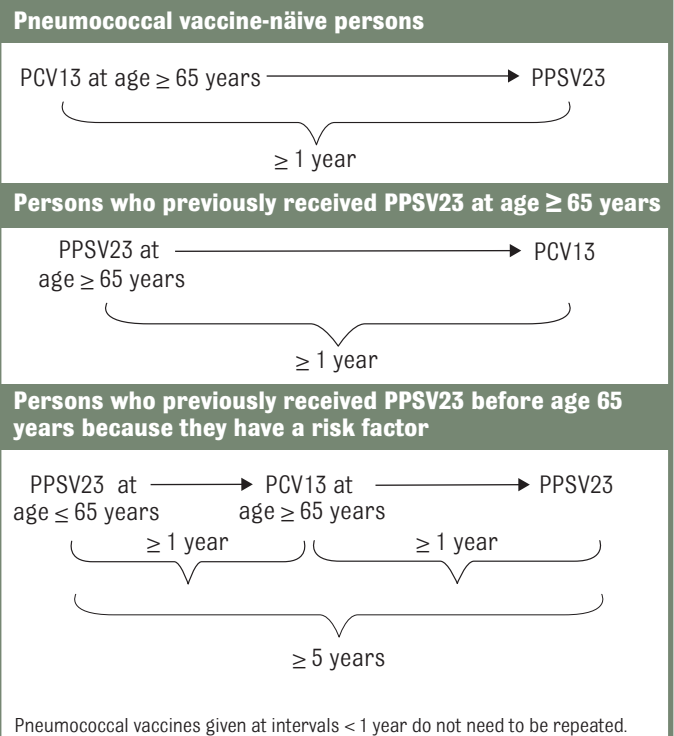 Pneumococcal vaccine-näive persons
PCV13 at age ≥ 65 years PPSV23
≥ 1 year
Persons who previously received PPSV23 at age ≥ 65 years
PPSV23 at PCV13
age ≥ 65 years
≥ 1 year
Persons who previously received PPSV23 before age 65
years because they have a risk factor
PPSV23 at PCV13 at PPSV23
age ≤ 65 years age ≥ 65 years
≥ 1 year ≥ 1 year
≥ 5 years
Pneumococcal vaccines given at intervals < 1 year do not need to be repeated.